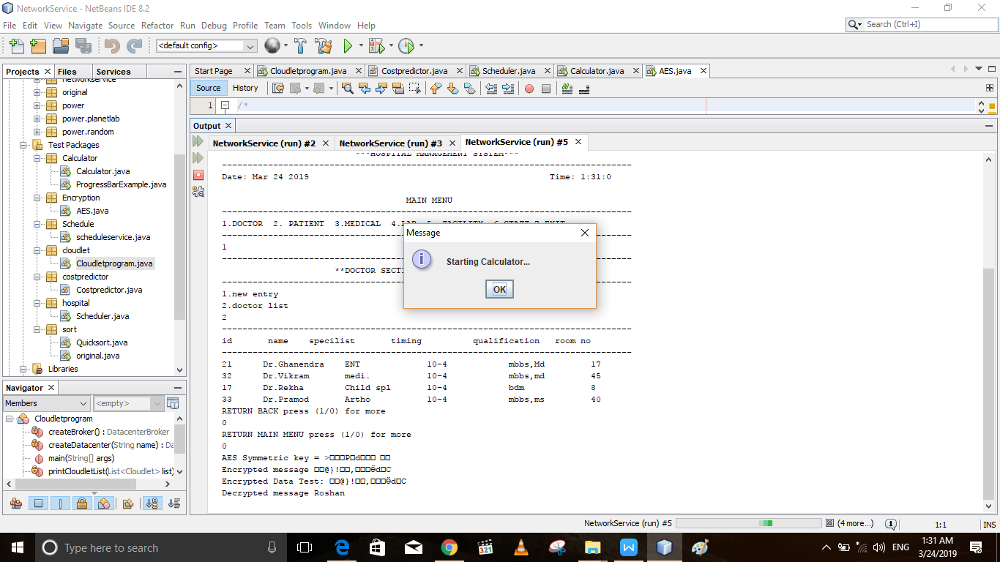 NetworkService - NetBeans IDE 8.2
File Edit View Navigate Source Refactor Run Debug Profile Team Tools Window Help
Search (Ctrl+I)
<default config>
Projects Files Services
networkservice
original
power
power.planetlab
power.random
Test Packages
Calculator
Calculator.java
ProgressBarExample.java
Encryption
AES.java
Schedule
scheduleservice.java
cloudlet
Cloudletprogram.java
costpredictor
Costpredictor.java
hospital
Scheduler.java
sort
Quicksort.java
original.java
Libraries
Navigator
Members <empty>
Cloudletprogram
createBroker() : DatacenterBroker
createDatacenter(String name) : Da
main(String[] args)
printCloudletList(List<Cloudlet> list)
Start Page Cloudletprogram.java Costpredictor.java Scheduler.java Calculator.java AES.java
Source History
1 /*
Output
NetworkService (run) #2 NetworkService (run) #3 NetworkService (run) #5
***HOSPITAL MANAGEMENT SYSTEM***
Date: Mar 24 2019 Time: 1:31:0
MAIN MENU
1.DOCTOR 2. PATIENT 3.MEDICAL 4.LAB 5. FACILITY 6.STAFF 7.EXIT
1
**DOCTOR SECTI
1.new entry
2.doctor list
2
id name specilist timing qualification room no
21 Dr.Ghanendra ENT 10-4 mbbs,Md 17
32 Dr.Vikram medi. 10-4 mbbs,md 45
17 Dr.Rekha Child spl 10-4 bdm 8
33 Dr.Pramod Artho 10-4 mbbs,ms 40
RETURN BACK press (1/0) for more
0
RETURN MAIN MENU press (1/0) for more
0
AES Symmetric key = >□□□P□d□□□ □□
Encrypted message □□@}!□□,□□□ëd□C
Encrypted Data Test: □□@}!□□,□□□ëd□C
Decrypted message Roshan
Message
Starting Calculator...
OK
NetworkService (run) #5 (4 more...) 1 1:1 INS
Type here to search
321
ENG
1:31 AM
3/24/2019